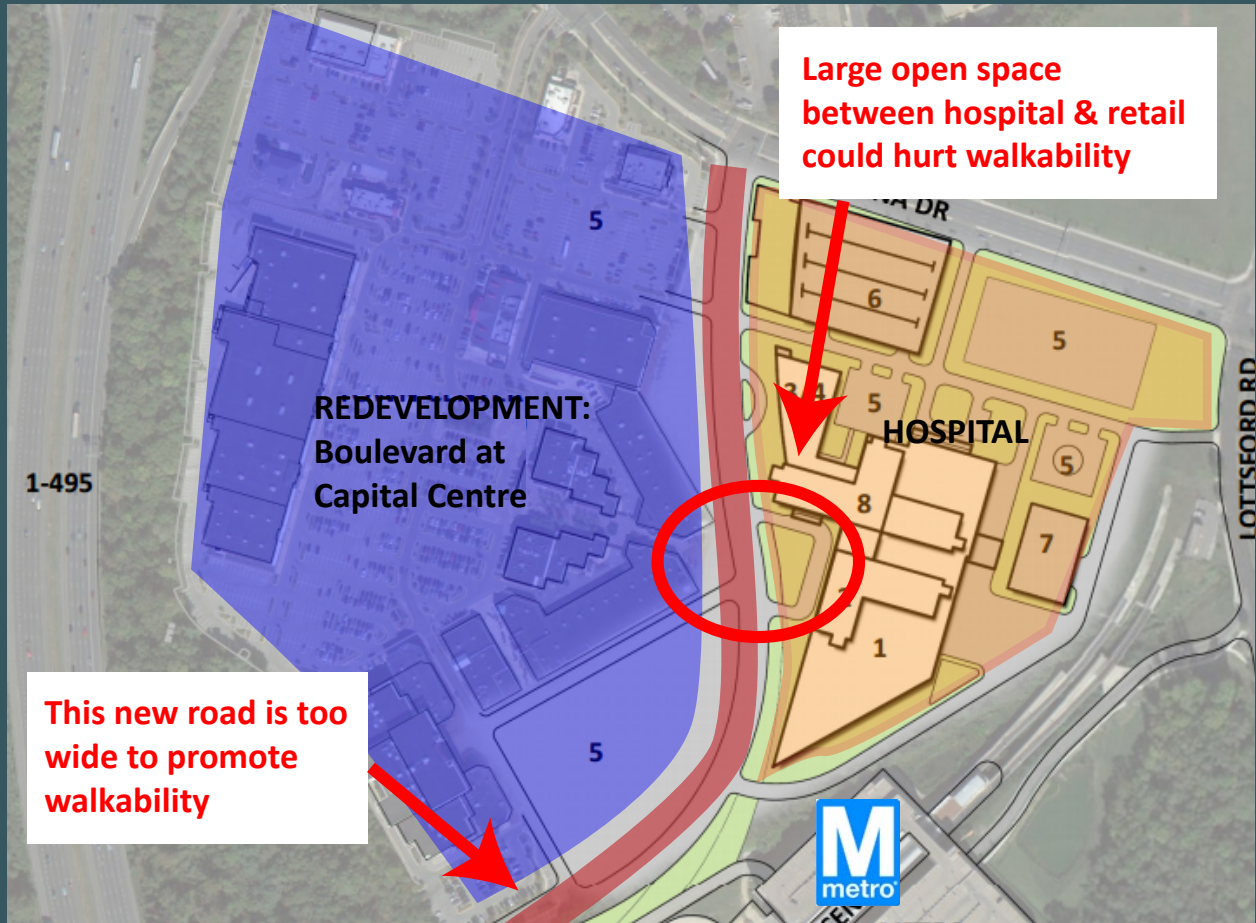 Large open space
between hospital & retail
could hurt walkability
NA DR
5
6
5
3 4
5
REDEVELOPMENT:
Boulevard at
Capital Centre
HOSPITAL
LOTTSFORD RD
5
1-495
8
7
2
1
This new road is too
wide to promote
walkability
5
M
metro
CEN